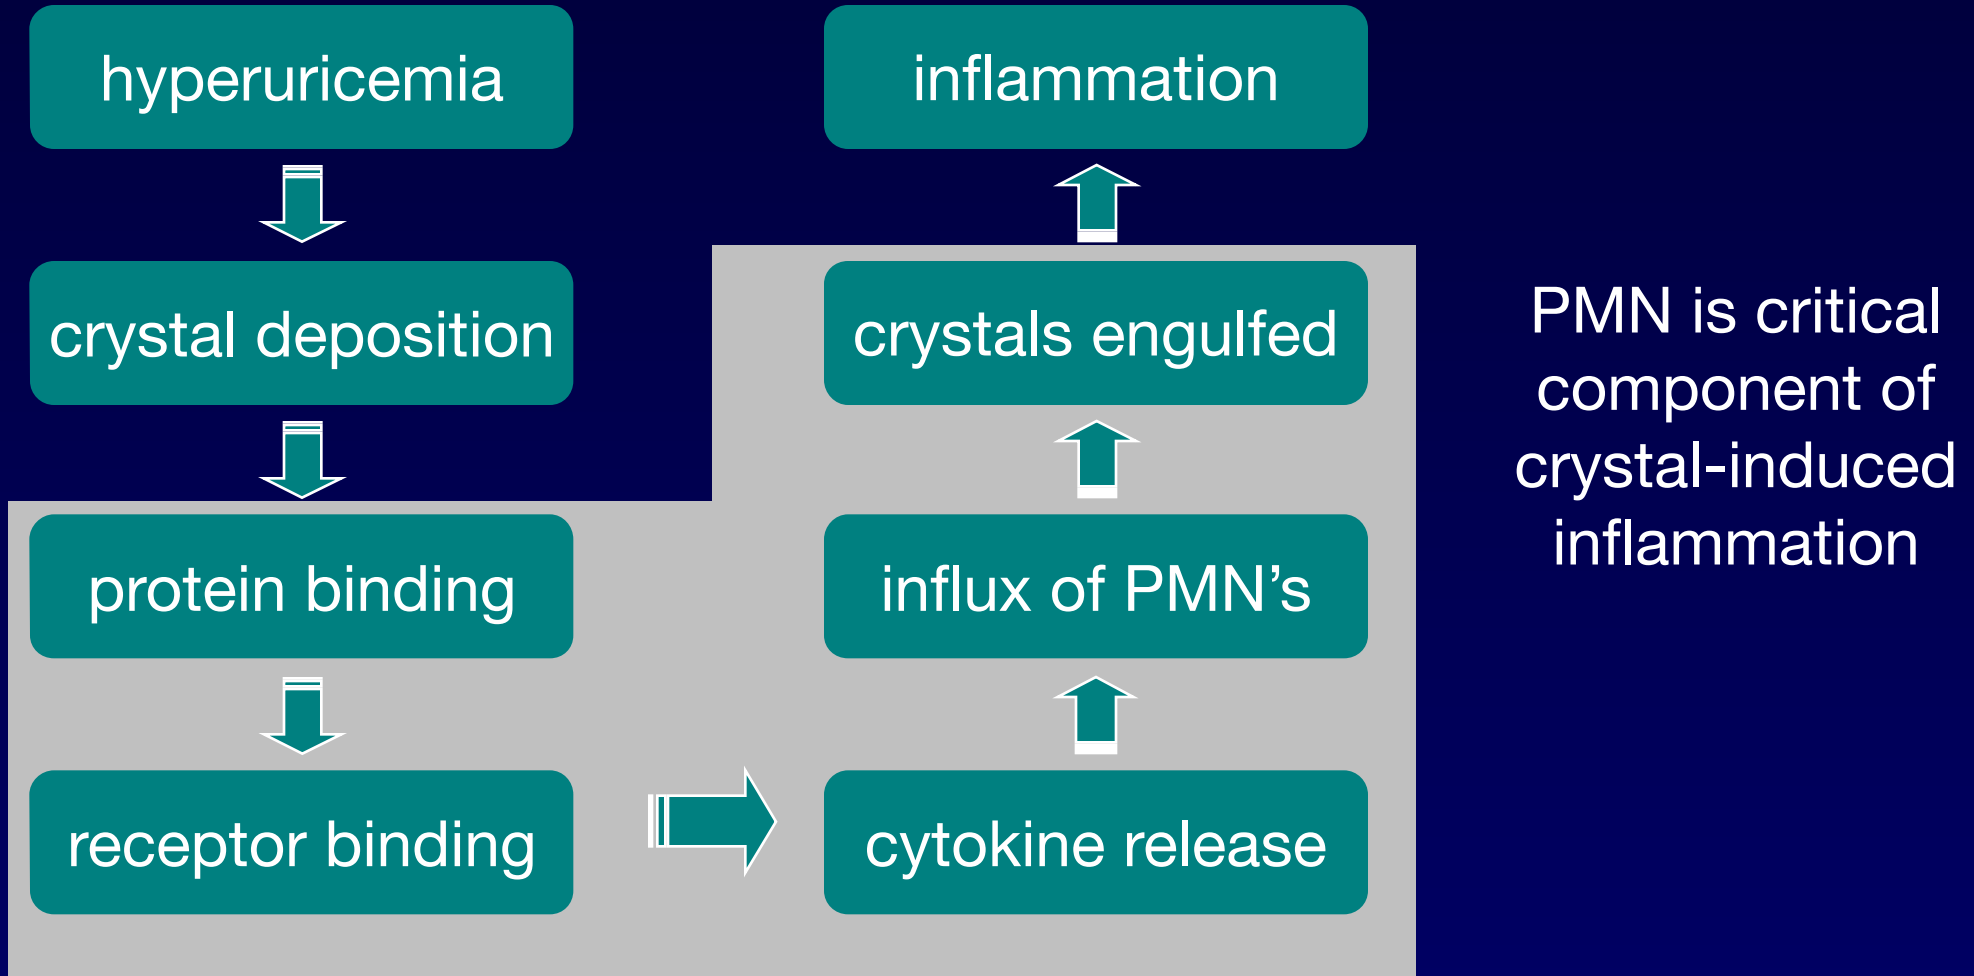 hyperuricemia
crystal deposition
protein binding
receptor binding
cytokine release
influx of PMN’s
crystals engulfed
inflammation
PMN is critical
component of
crystal-induced
inflammation